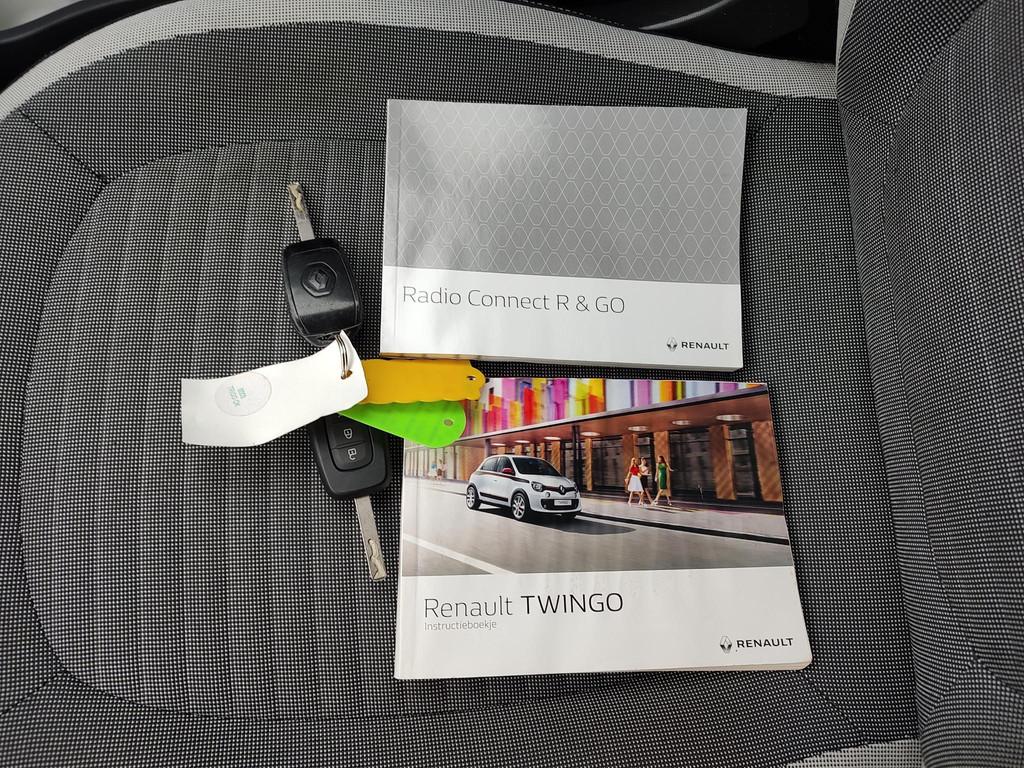 Radio Connect R & GO
RENAULT
Renault TWINGO
Instructieboekje
RENAULT